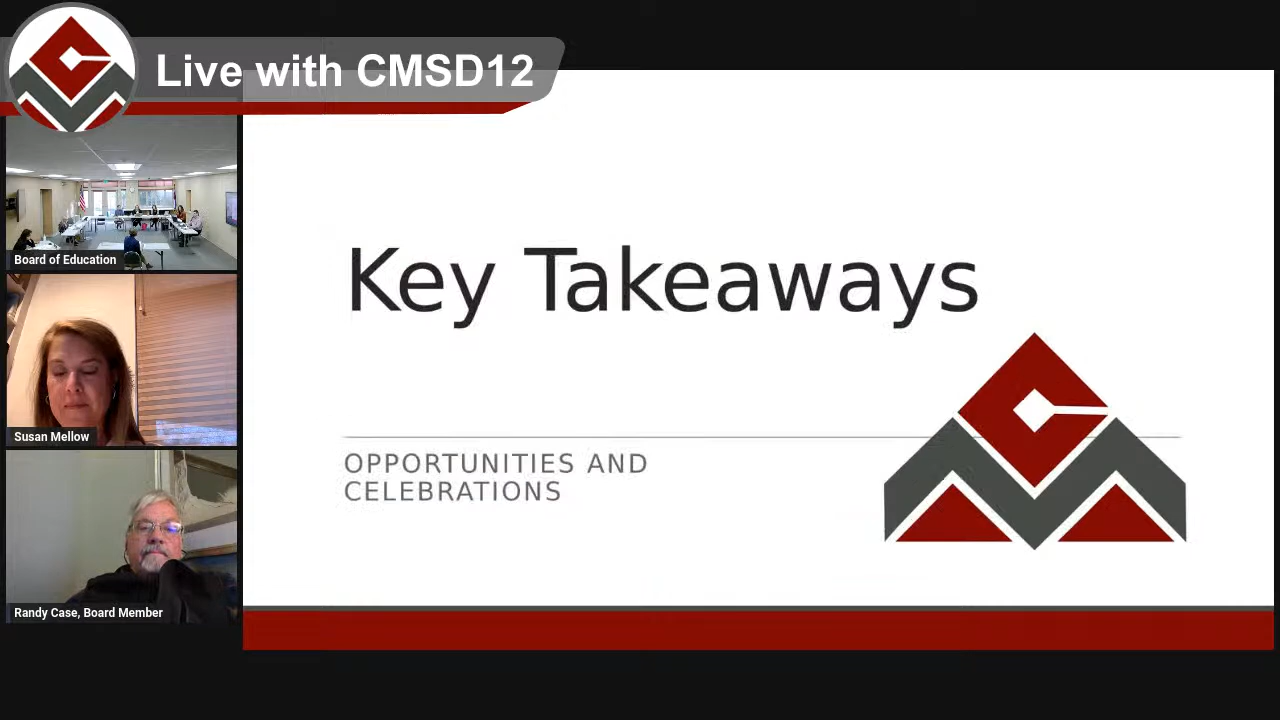 Live with CMSD12
Board of Education
Susan Mellow
Randy Case, Board Member
Key Takeaways
OPPORTUNITIES AND
CELEBRATIONS